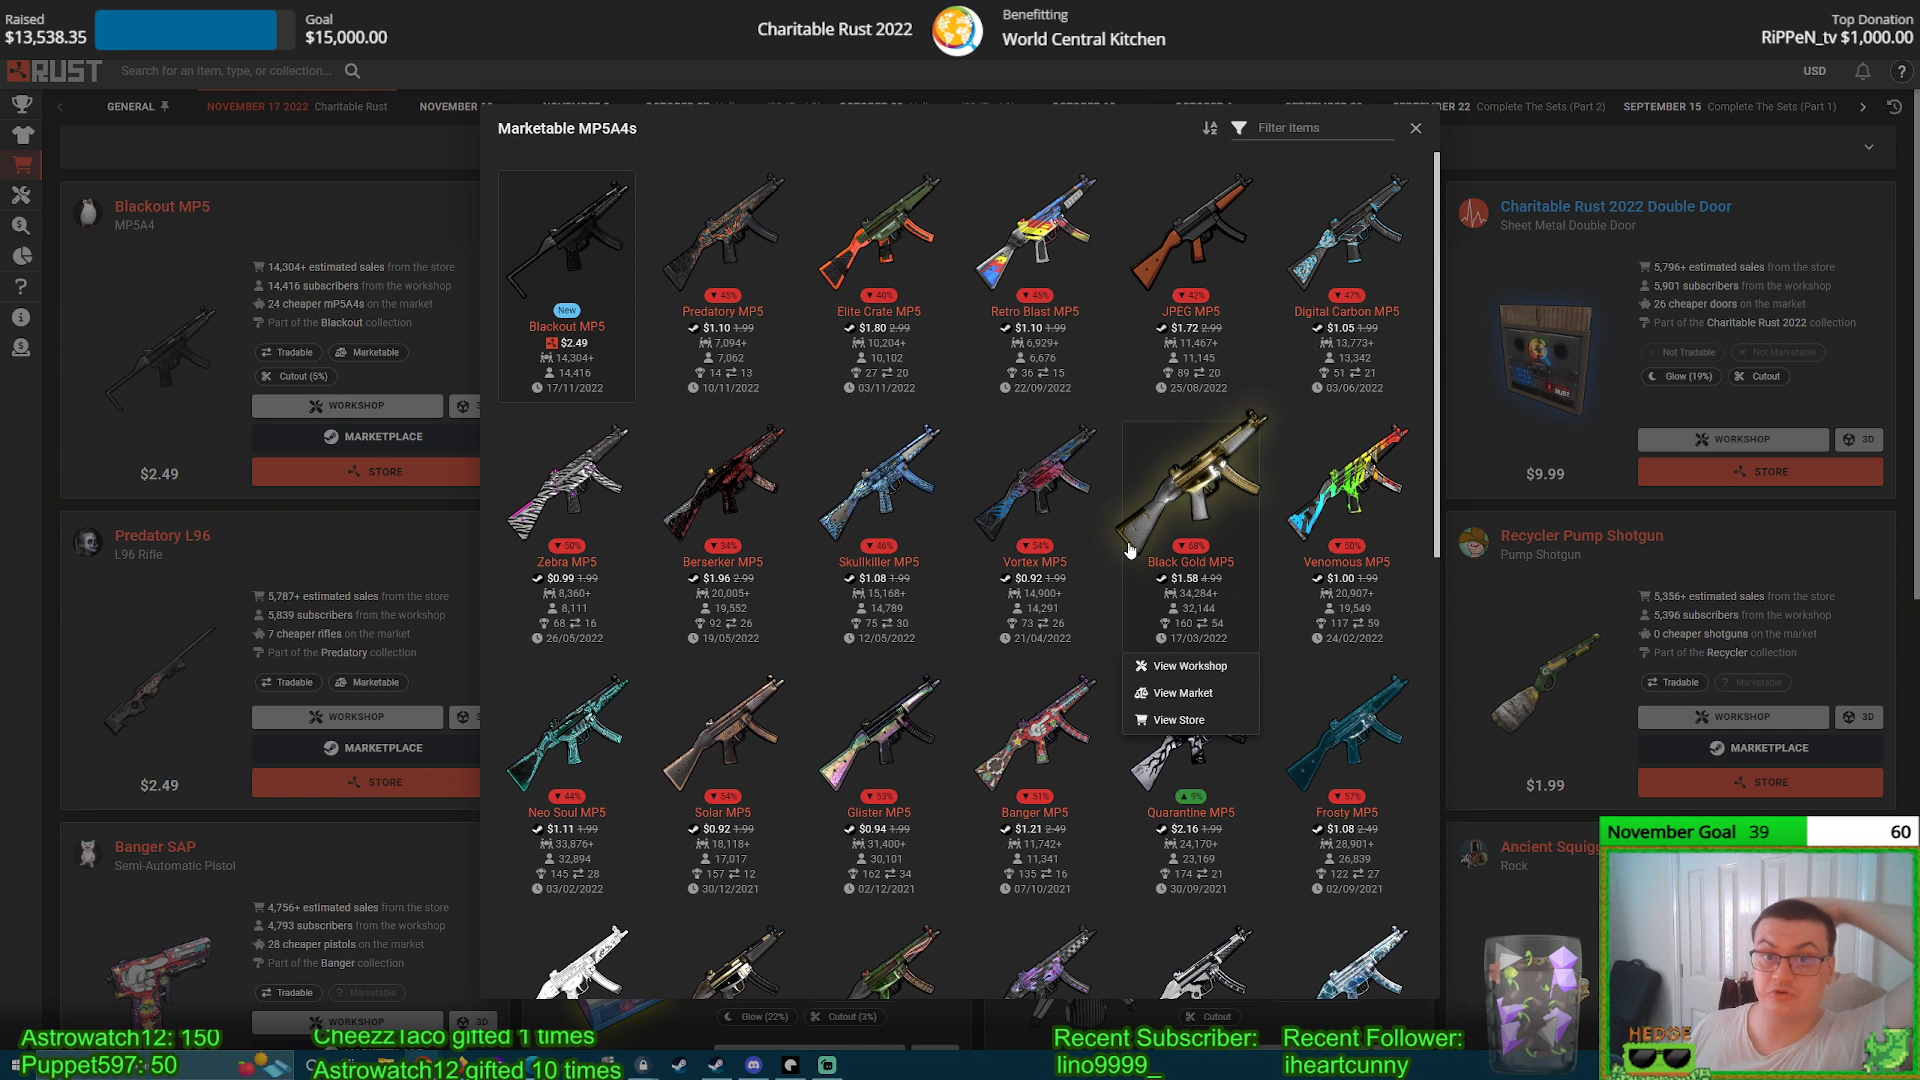 Raised
$13,538.35
Goal
$15,000.00
Charitable Rust 2022
Benefitting
World Central Kitchen
Top Donation
RiPPeN_tv $1,000.00
RUST
Search for an item, type, or collection...
USD
GENERAL
NOVEMBER 17 2022 Charitable Rust
SEPTEMBER 22 Complete The Sets (Part 2)
SEPTEMBER 15 Complete The Sets (Part 1)
Marketable MP5A4s
Filter items
Blackout MP5
MP5A4
14,304+ estimated sales from the store
14,416 subscribers from the workshop
24 cheaper mP5A4s on the market
Part of the Blackout collection
Tradable
Marketable
Cutout (5%)
WORKSHOP
MARKETPLACE
$2.49
STORE
Predatory L96
L96 Rifle
5,787+ estimated sales from the store
5,839 subscribers from the workshop
7 cheaper rifles on the market
Part of the Predatory collection
Tradable
Marketable
WORKSHOP
MARKETPLACE
$2.49
STORE
Banger SAP
Semi-Automatic Pistol
4,756+ estimated sales from the store
4,793 subscribers from the workshop
28 cheaper pistols on the market
Part of the Banger collection
Tradable
Marketable
WORKSHOP
3D
New
Blackout MP5
$2.49
14,304+
14,416
17/11/2022
45%
Predatory MP5
$1.10 1.99
7,094+
7,062
14 13
10/11/2022
40%
Elite Crate MP5
$1.80 2.99
10,204+
10,102
27 20
03/11/2022
45%
Retro Blast MP5
$1.10 1.99
6,929+
6,676
36 15
22/09/2022
42%
JPEG MP5
$1.72 2.99
11,467+
11,145
89 20
25/08/2022
47%
Digital Carbon MP5
$1.05 1.99
13,773+
13,342
51 21
03/06/2022
50%
Zebra MP5
$0.99 1.99
8,360+
8,111
68 16
26/05/2022
34%
Berserker MP5
$1.96 2.99
20,005+
19,552
92 26
19/05/2022
46%
Skullkiller MP5
$1.08 1.99
15,168+
14,789
75 30
12/05/2022
54%
Vortex MP5
$0.92 1.99
14,900+
14,291
73 26
21/04/2022
68%
Black Gold MP5
$1.58 4.99
34,284+
32,144
160 54
17/03/2022
View Workshop
View Market
View Store
50%
Venomous MP5
$1.00 1.99
20,907+
19,549
117 59
24/02/2022
44%
Neo Soul MP5
$1.11 1.99
33,876+
32,894
145 28
03/02/2022
54%
Solar MP5
$0.92 1.99
18,118+
17,017
157 12
30/12/2021
53%
Glister MP5
$0.94 1.99
31,400+
30,101
162 34
02/12/2021
51%
Banger MP5
$1.21 2.49
11,742+
11,341
135 16
07/10/2021
9%
Quarantine MP5
$2.16 1.99
24,170+
23,169
174 21
30/09/2021
57%
Frosty MP5
$1.08 2.49
28,901+
26,839
122 27
02/09/2021
Glow (22%)
Cutout (3%)
Cutout
Charitable Rust 2022 Double Door
Sheet Metal Double Door
5,796+ estimated sales from the store
5,901 subscribers from the workshop
26 cheaper doors on the market
Part of the Charitable Rust 2022 collection
Not Tradable
Not Marketable
Glow (19%)
Cutout
WORKSHOP
3D
$9.99
STORE
Recycler Pump Shotgun
Pump Shotgun
5,356+ estimated sales from the store
5,396 subscribers from the workshop
0 cheaper shotguns on the market
Part of the Recycler collection
Tradable
Marketable
WORKSHOP
3D
MARKETPLACE
$1.99
STORE
Ancient
Rock
November Goal 39
60
HEDGE
Astrowatch12: 150
Puppet597: 50
CheezzTaco gifted 1 times
Astrowatch12 gifted 10 times
Recent Subscriber:
lino9999_
Recent Follower:
iheartcunny